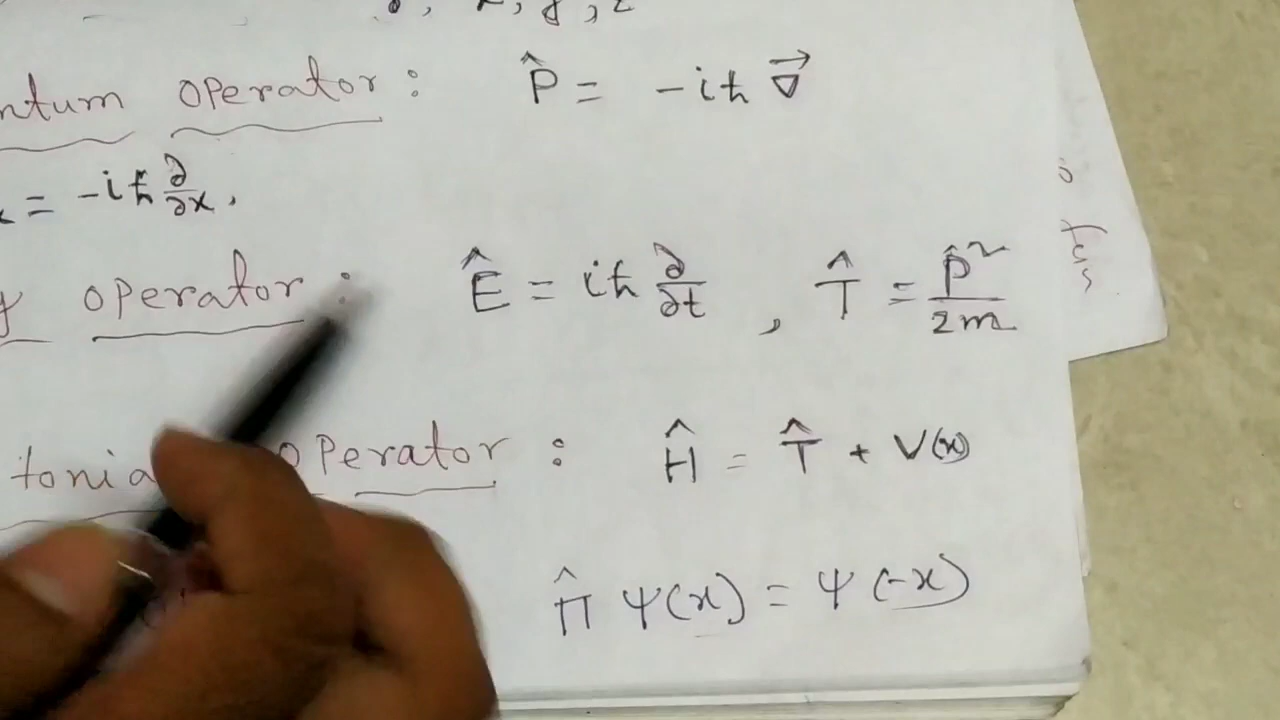 ntum operator : P̂ = -iħ ∇⃗
= -iħ ∂/∂x ,
operator : Ê = iħ ∂/∂t , T̂ = P̂²/2m
tonia operator : Ĥ = T̂ + V(x)
Π̂ Ψ(x) = Ψ(-x)